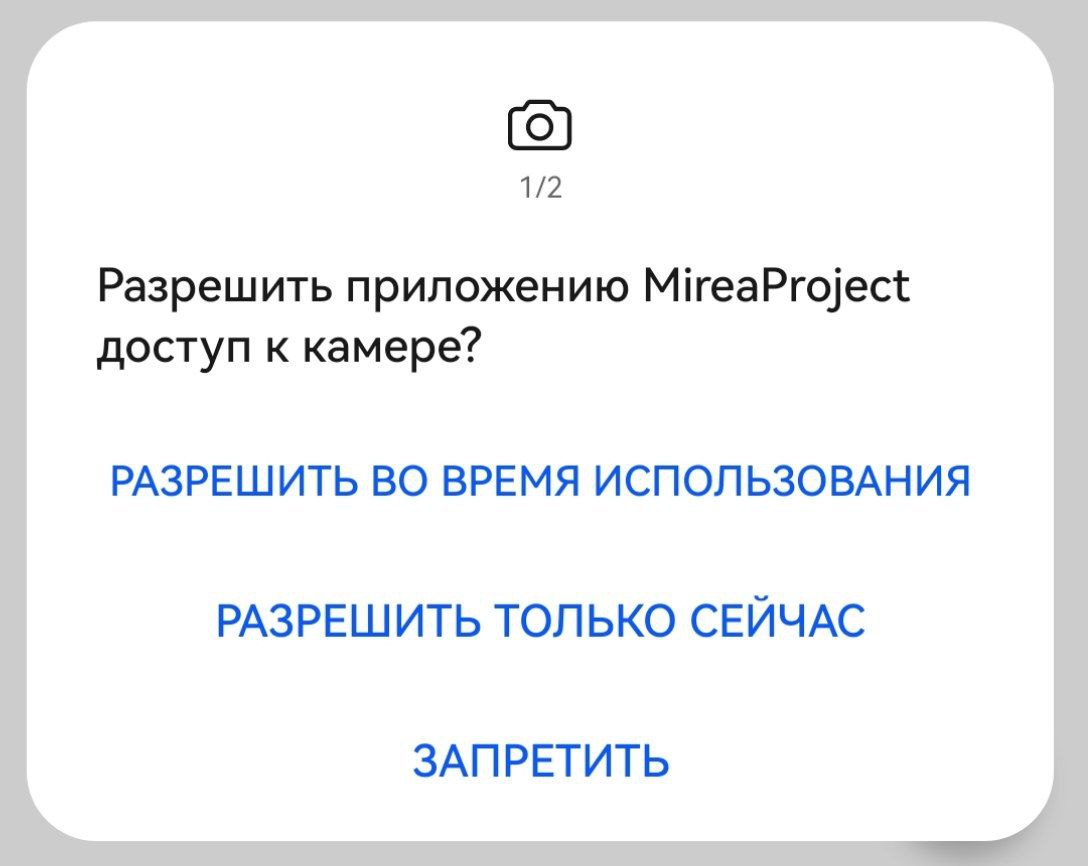 1/2
Разрешить приложению MireaProject
доступ к камере?
РАЗРЕШИТЬ ВО ВРЕМЯ ИСПОЛЬЗОВАНИЯ
РАЗРЕШИТЬ ТОЛЬКО СЕЙЧАС
ЗАПРЕТИТЬ